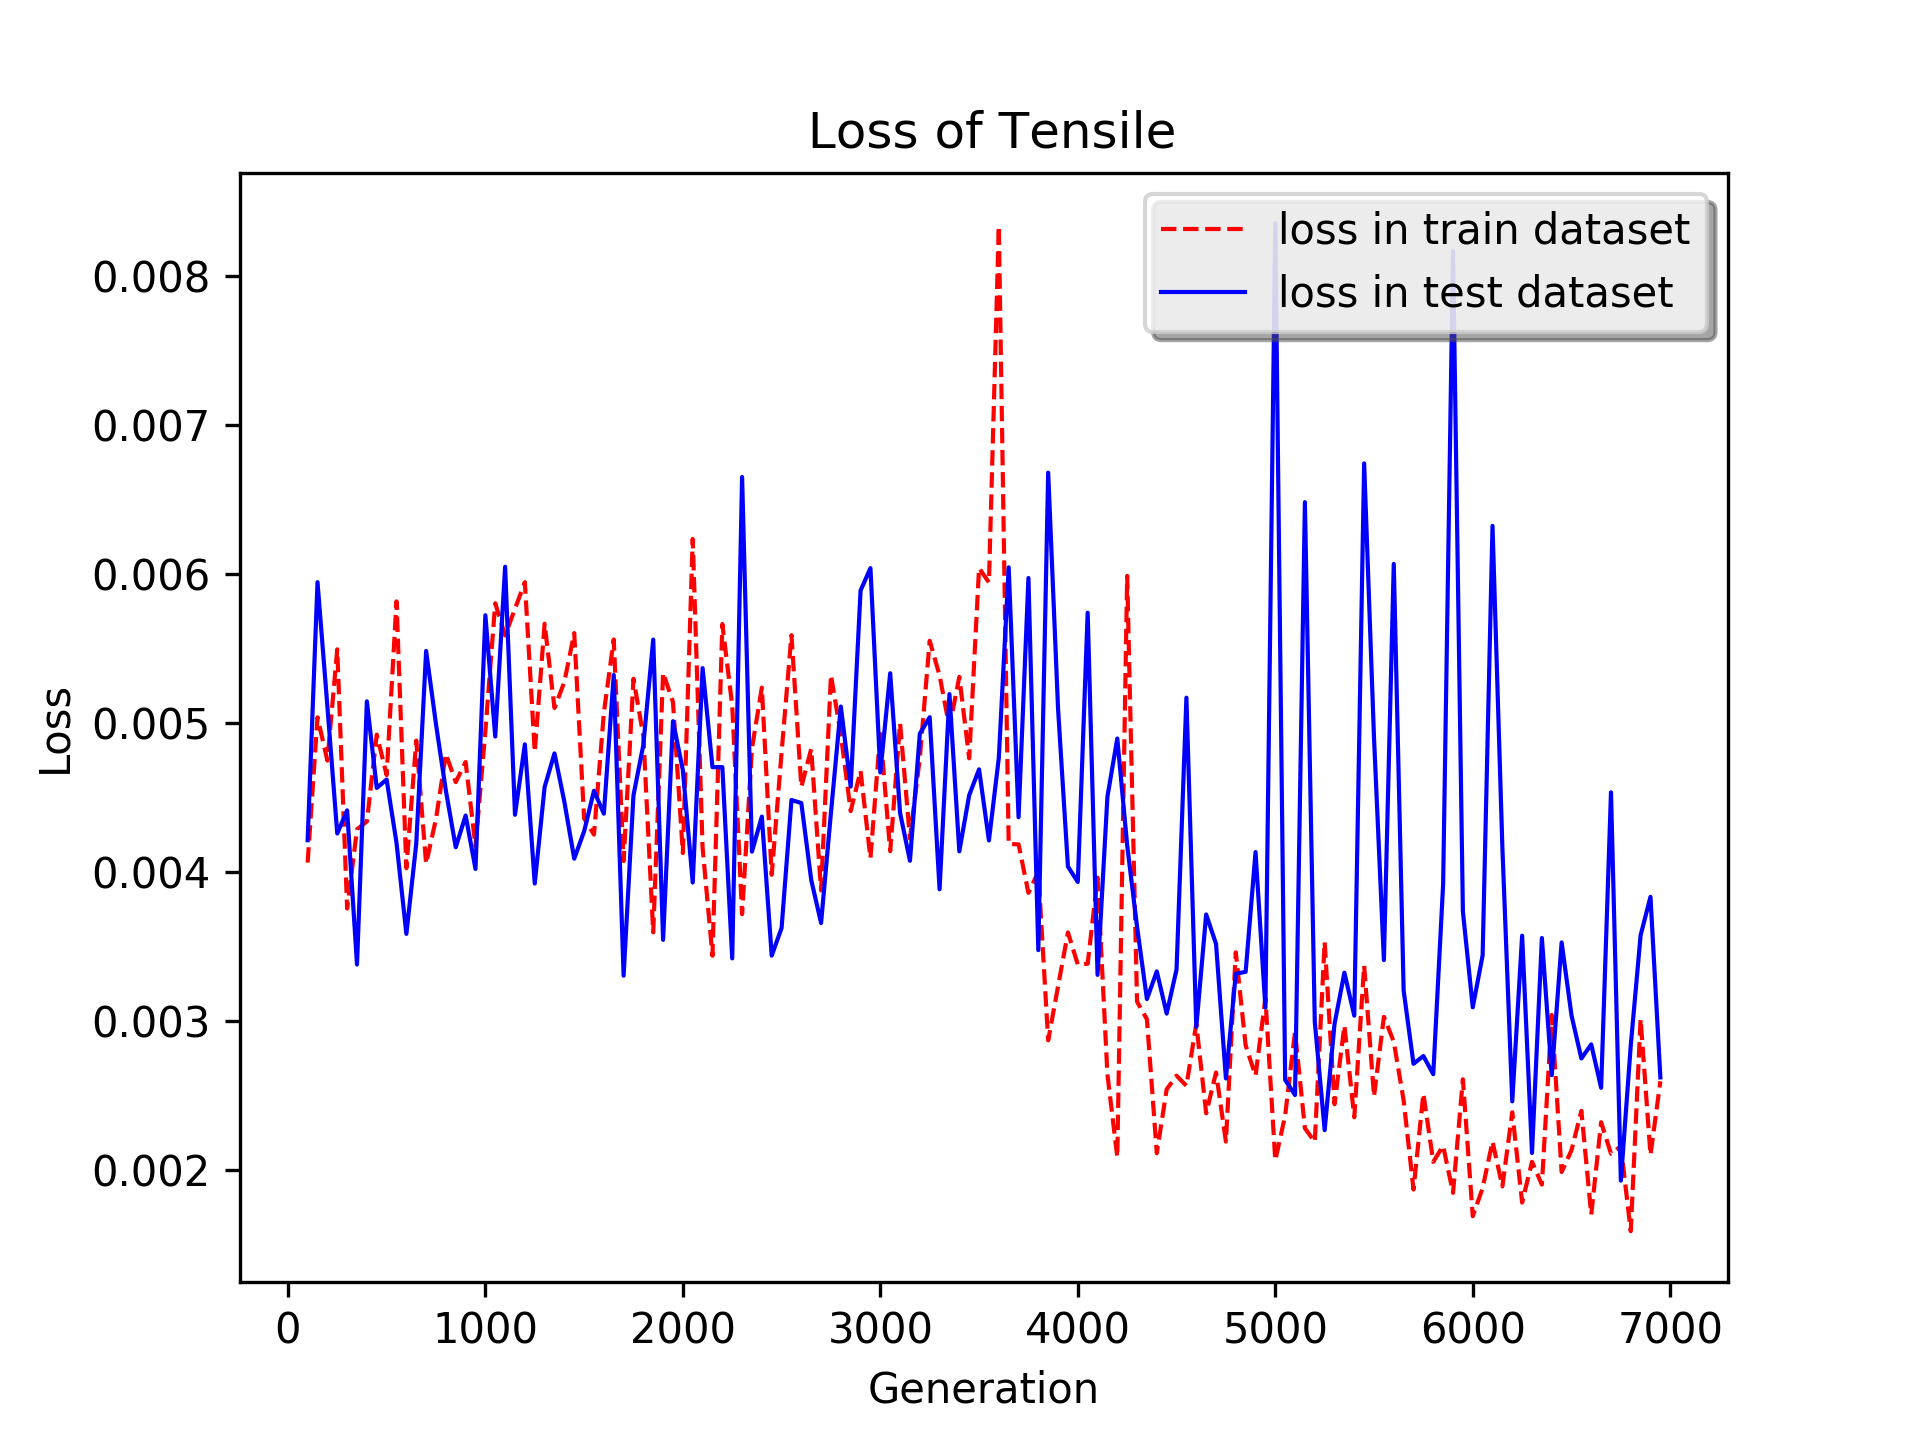 Loss of Tensile
loss in train dataset
loss in test dataset
0.008
0.007
0.006
0.005
0.004
0.003
0.002
Loss
0 1000 2000 3000 4000 5000 6000 7000
Generation